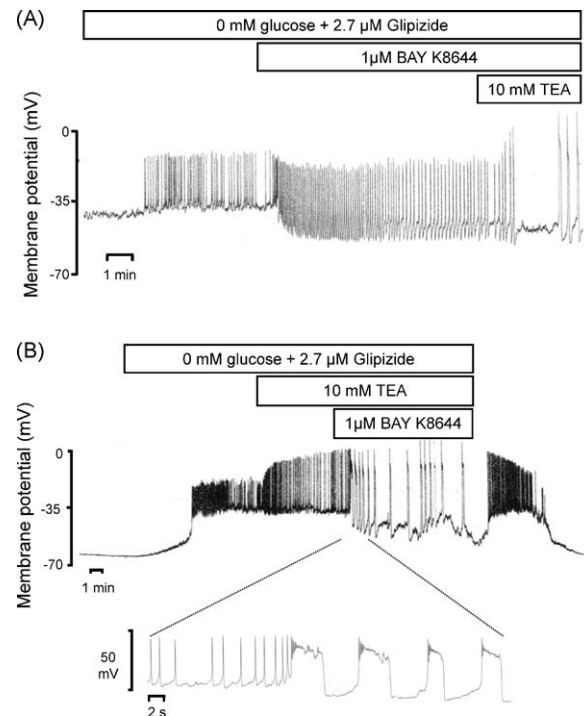 (A)
0 mM glucose + 2.7 µM Glipizide
1µM BAY K8644
10 mM TEA
Membrane potential (mV)
0
-35
-70
1 min
(B)
0 mM glucose + 2.7 µM Glipizide
10 mM TEA
1µM BAY K8644
Membrane potential (mV)
0
-35
-70
1 min
50
mV
2 s